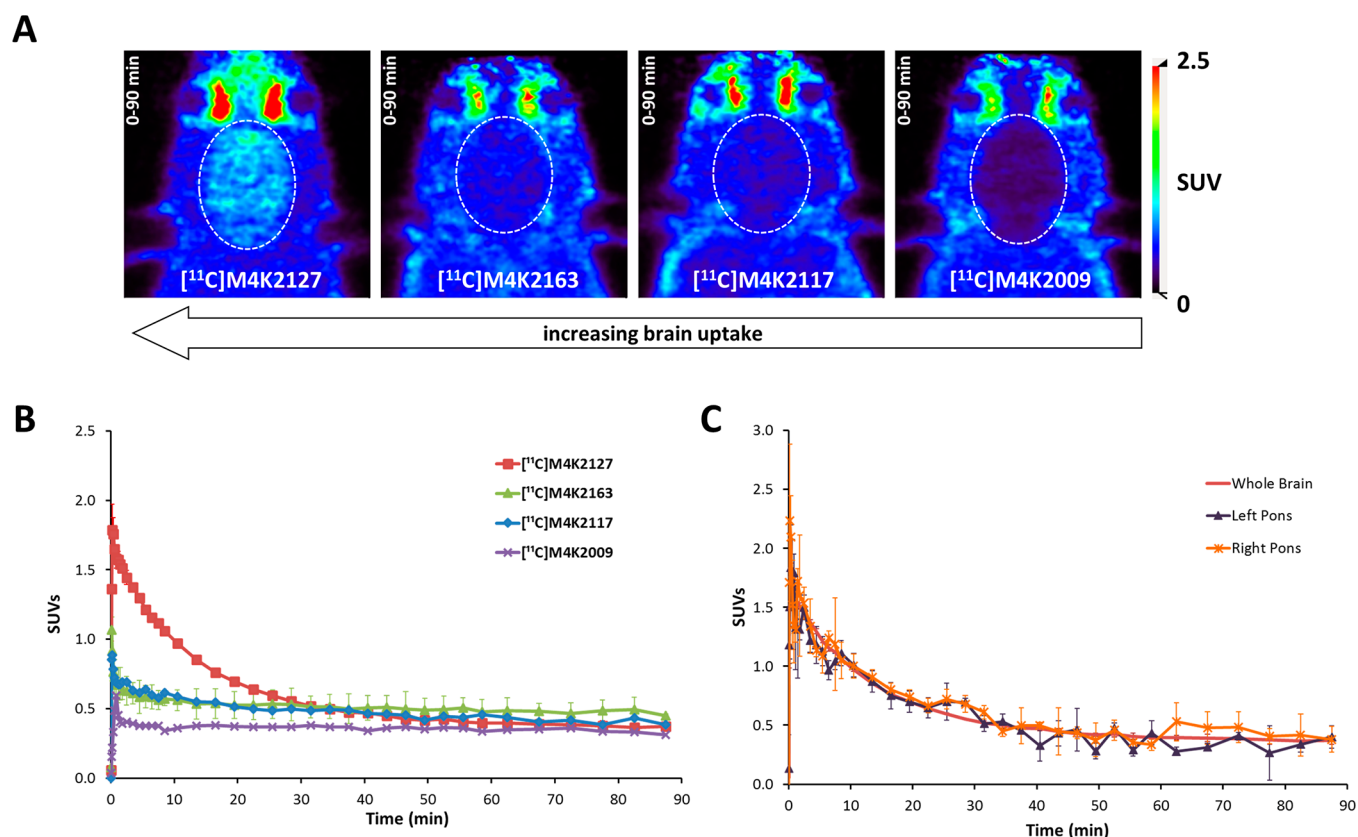 A
0-90 min
[¹¹C]M4K2127
0-90 min
[¹¹C]M4K2163
0-90 min
[¹¹C]M4K2117
0-90 min
[¹¹C]M4K2009
2.5
SUV
0
increasing brain uptake
B
2.5
2.0
1.5
1.0
0.5
0.0
SUVs
0 10 20 30 40 50 60 70 80 90
Time (min)
[¹¹C]M4K2127
[¹¹C]M4K2163
[¹¹C]M4K2117
[¹¹C]M4K2009
C
3.0
2.5
2.0
1.5
1.0
0.5
0.0
SUVs
0 10 20 30 40 50 60 70 80 90
Time (min)
Whole Brain
Left Pons
Right Pons